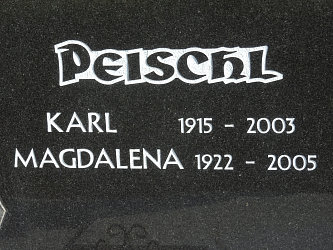 Peischl
KARL 1915 - 2003
MAGDALENA 1922 - 2005